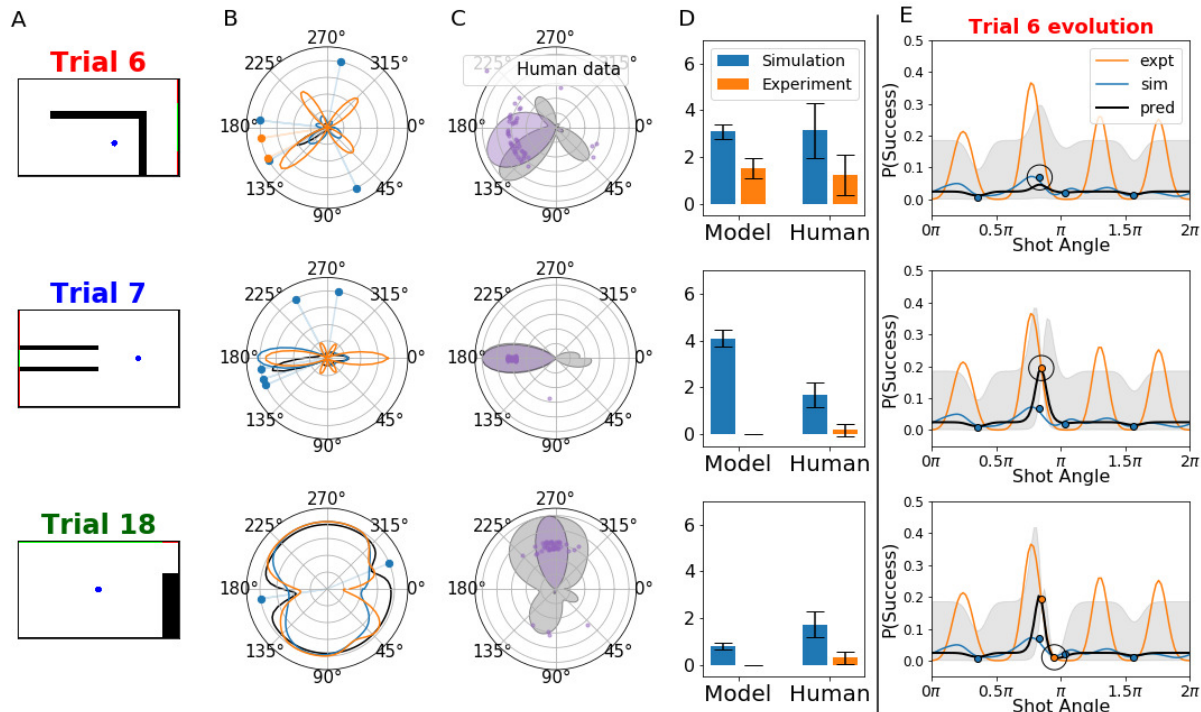 A
B
C
D
E
Trial 6
270°
225°
315°
180°
0°
135°
45°
90°
270°
225°
315°
Human data
180°
0°
135°
45°
90°
6
4
2
0
Simulation
Experiment
Model Human
Trial 6 evolution
0.5
0.4
0.3
0.2
0.1
0.0
P(Success)
expt
sim
pred
0π 0.5π π 1.5π 2π
Shot Angle
Trial 7
270°
225°
315°
180°
0°
135°
45°
90°
270°
225°
315°
180°
0°
135°
45°
90°
6
4
2
0
Model Human
0.5
0.4
0.3
0.2
0.1
0.0
P(Success)
0π 0.5π π 1.5π 2π
Shot Angle
Trial 18
270°
225°
315°
180°
0°
135°
45°
90°
270°
225°
315°
180°
0°
135°
45°
90°
6
4
2
0
Model Human
0.5
0.4
0.3
0.2
0.1
0.0
P(Success)
0π 0.5π π 1.5π 2π
Shot Angle